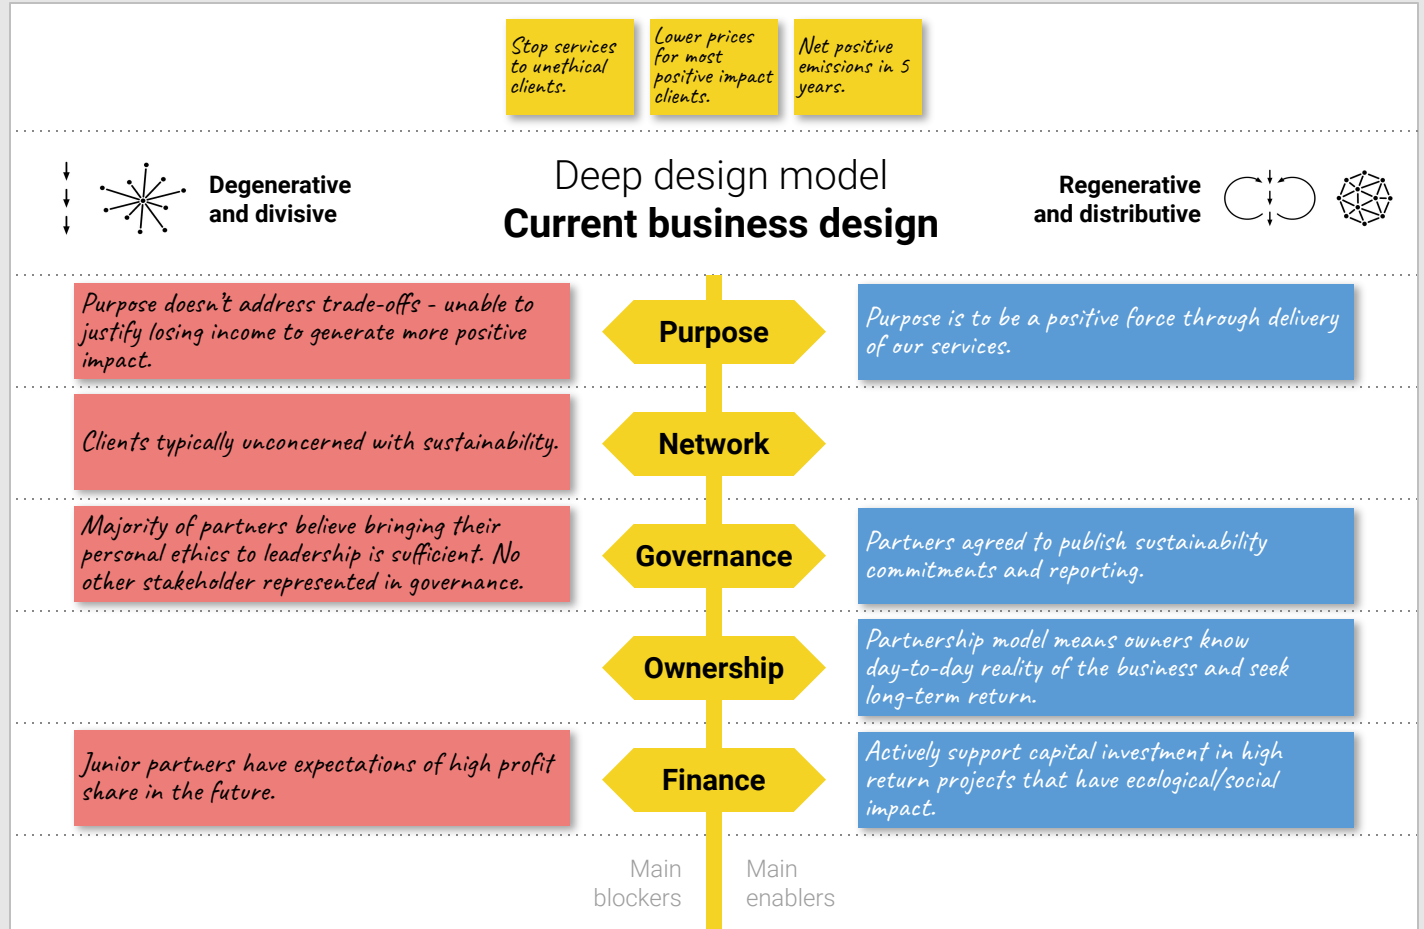 Stop services
to unethical
clients.
Lower prices
for most
positive impact
clients.
Net positive
emissions in 5
years.
Degenerative
and divisive
Deep design model
Current business design
Regenerative
and distributive
Purpose doesn't address trade-offs - unable to
justify losing income to generate more positive
impact.
Purpose
Purpose is to be a positive force through delivery
of our services.
Clients typically unconcerned with sustainability.
Network
Majority of partners believe bringing their
personal ethics to leadership is sufficient. No
other stakeholder represented in governance.
Governance
Partners agreed to publish sustainability
commitments and reporting.
Ownership
Partnership model means owners know
day-to-day reality of the business and seek
long-term return.
Junior partners have expectations of high profit
share in the future.
Finance
Actively support capital investment in high
return projects that have ecological/social
impact.
Main
blockers
Main
enablers